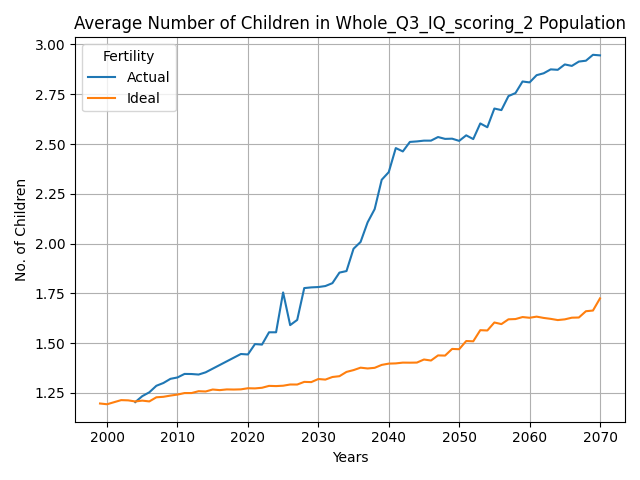 Average Number of Children in Whole_Q3_IQ_scoring_2 Population
Fertility
Actual
Ideal
No. of Children
3.00
2.75
2.50
2.25
2.00
1.75
1.50
1.25
2000 2010 2020 2030 2040 2050 2060 2070
Years